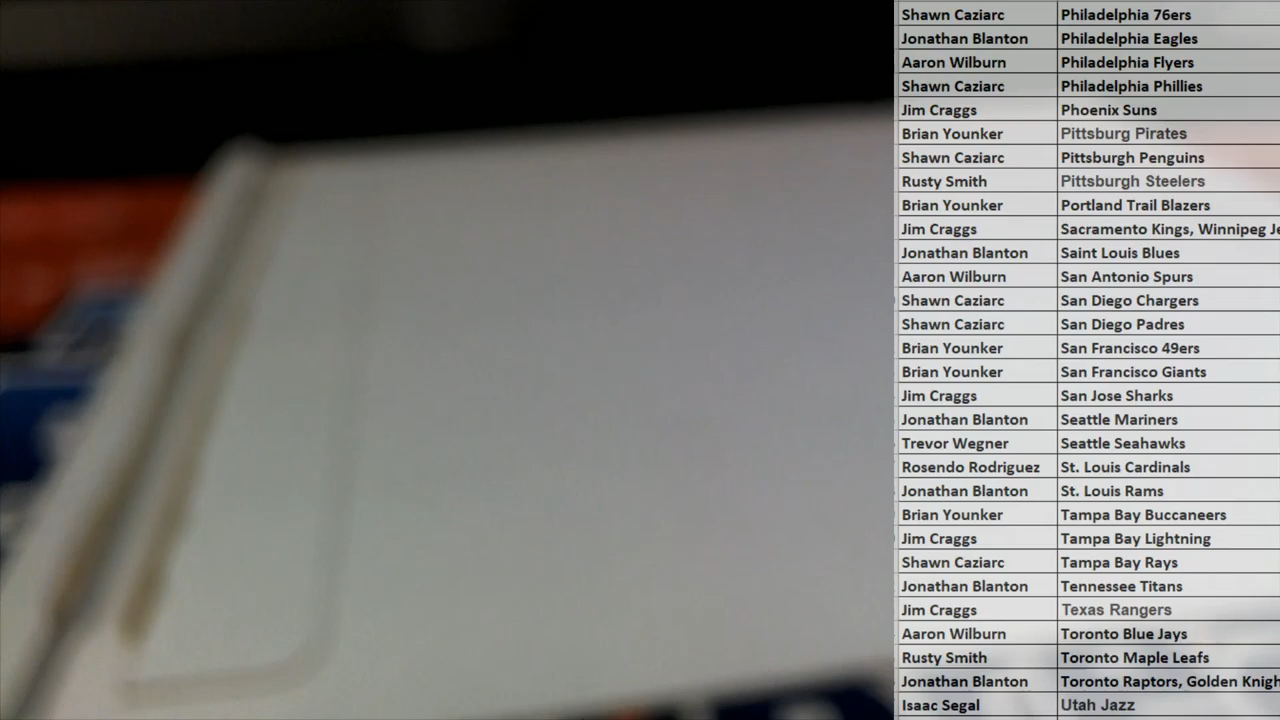 Shawn Caziarc Philadelphia 76ers
Jonathan Blanton Philadelphia Eagles
Aaron Wilburn Philadelphia Flyers
Shawn Caziarc Philadelphia Phillies
Jim Craggs Phoenix Suns
Brian Younker Pittsburg Pirates
Shawn Caziarc Pittsburgh Penguins
Rusty Smith Pittsburgh Steelers
Brian Younker Portland Trail Blazers
Jim Craggs Sacramento Kings, Winnipeg Je
Jonathan Blanton Saint Louis Blues
Aaron Wilburn San Antonio Spurs
Shawn Caziarc San Diego Chargers
Shawn Caziarc San Diego Padres
Brian Younker San Francisco 49ers
Brian Younker San Francisco Giants
Jim Craggs San Jose Sharks
Jonathan Blanton Seattle Mariners
Trevor Wegner Seattle Seahawks
Rosendo Rodriguez St. Louis Cardinals
Jonathan Blanton St. Louis Rams
Brian Younker Tampa Bay Buccaneers
Jim Craggs Tampa Bay Lightning
Shawn Caziarc Tampa Bay Rays
Jonathan Blanton Tennessee Titans
Jim Craggs Texas Rangers
Aaron Wilburn Toronto Blue Jays
Rusty Smith Toronto Maple Leafs
Jonathan Blanton Toronto Raptors, Golden Knigh
Isaac Segal Utah Jazz